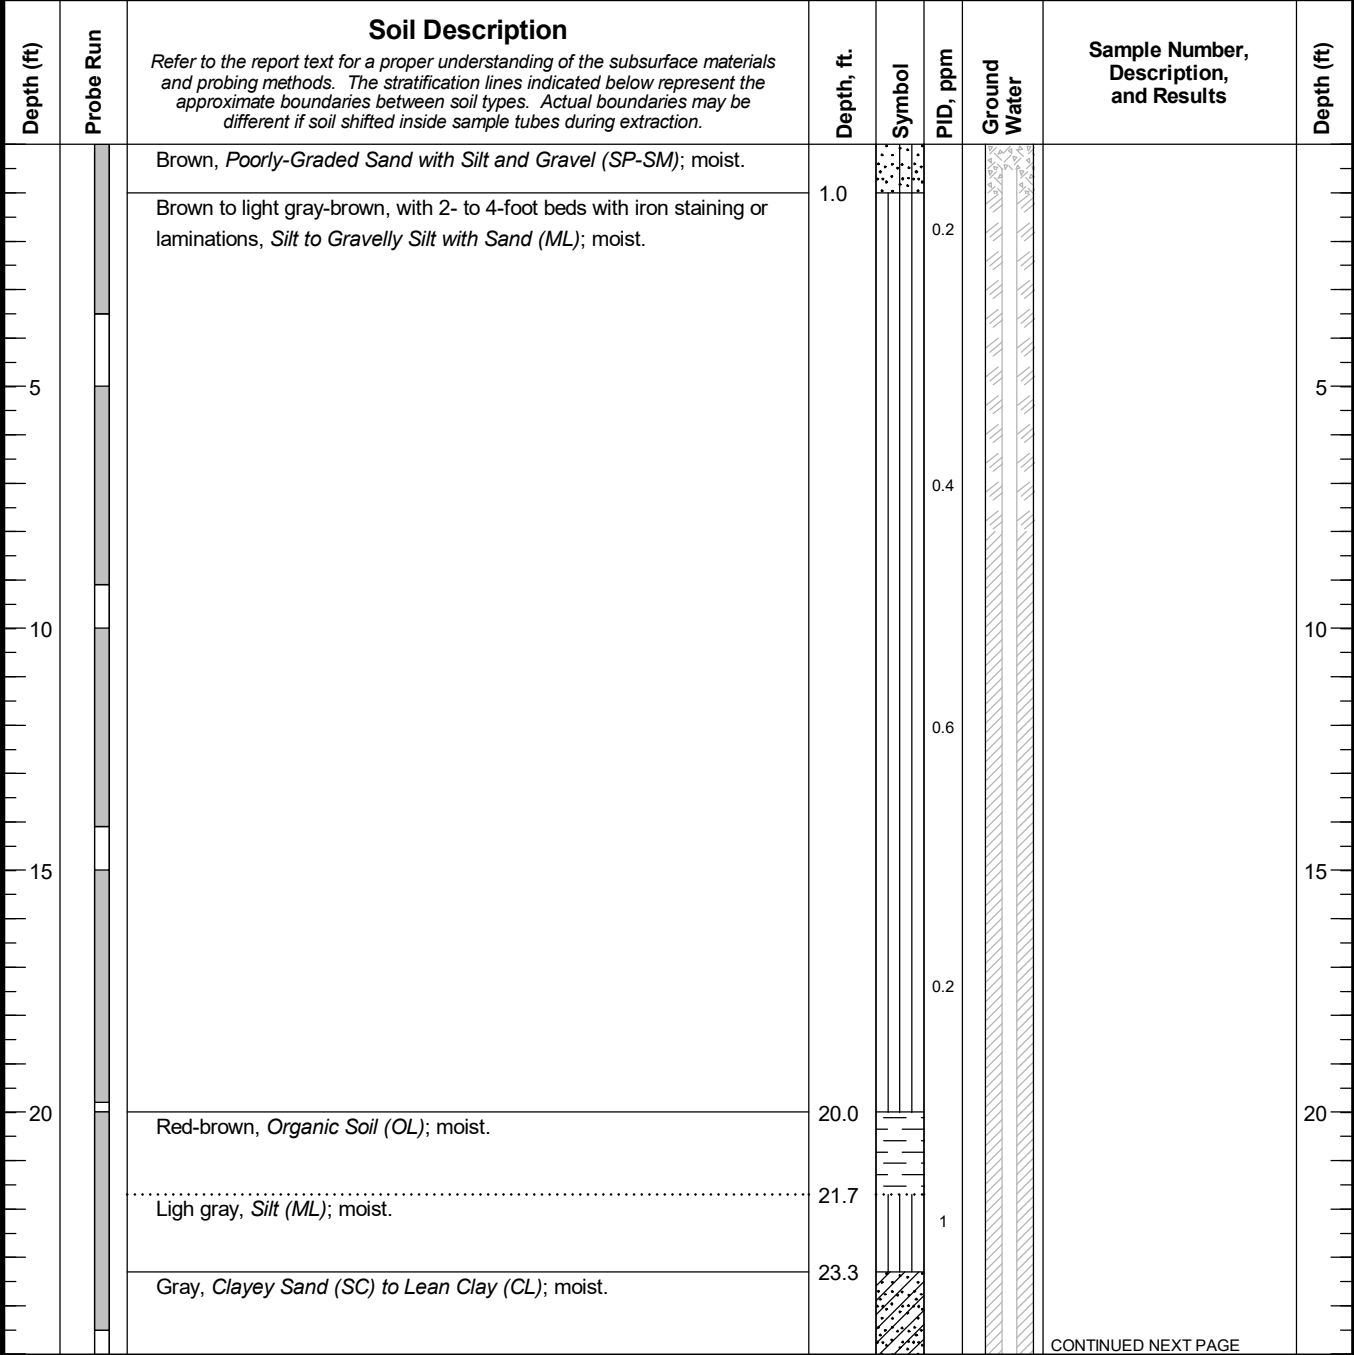 Depth (ft)
Probe Run
Soil Description
Refer to the report text for a proper understanding of the subsurface materials
and probing methods. The stratification lines indicated below represent the
approximate boundaries between soil types. Actual boundaries may be
different if soil shifted inside sample tubes during extraction.
Depth, ft.
Symbol
PID, ppm
Ground
Water
Sample Number,
Description,
and Results
Depth (ft)
Brown, Poorly-Graded Sand with Silt and Gravel (SP-SM); moist.
1.0
Brown to light gray-brown, with 2- to 4-foot beds with iron staining or
laminations, Silt to Gravelly Silt with Sand (ML); moist.
0.2
5
5
0.4
10
10
0.6
15
15
0.2
20
20.0
20
Red-brown, Organic Soil (OL); moist.
21.7
Ligh gray, Silt (ML); moist.
1
23.3
Gray, Clayey Sand (SC) to Lean Clay (CL); moist.
CONTINUED NEXT PAGE